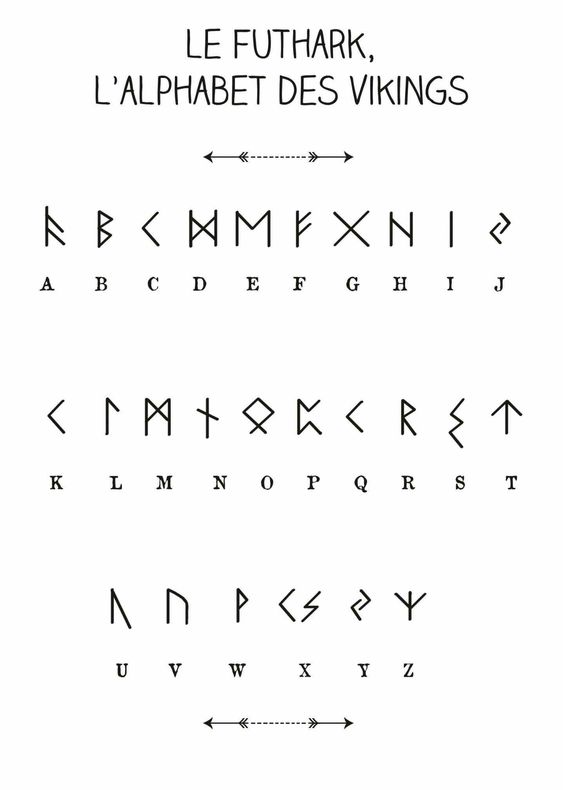 LE FUTHARK,
L'ALPHABET DES VIKINGS
ᚨ ᛒ ᚲ ᛞ ᛖ ᚠ ᚷ ᚺ ᛁ ᛃ
A B C D E F G H I J
ᚲ ᛚ ᛗ ᚾ ᛟ ᛈ ᚲ ᚱ ᛊ ᛏ
K L M N O P Q R S T
ᚢ ᚢ ᚹ ᚲᛊ ᛃ ᛉ
U V W X Y Z